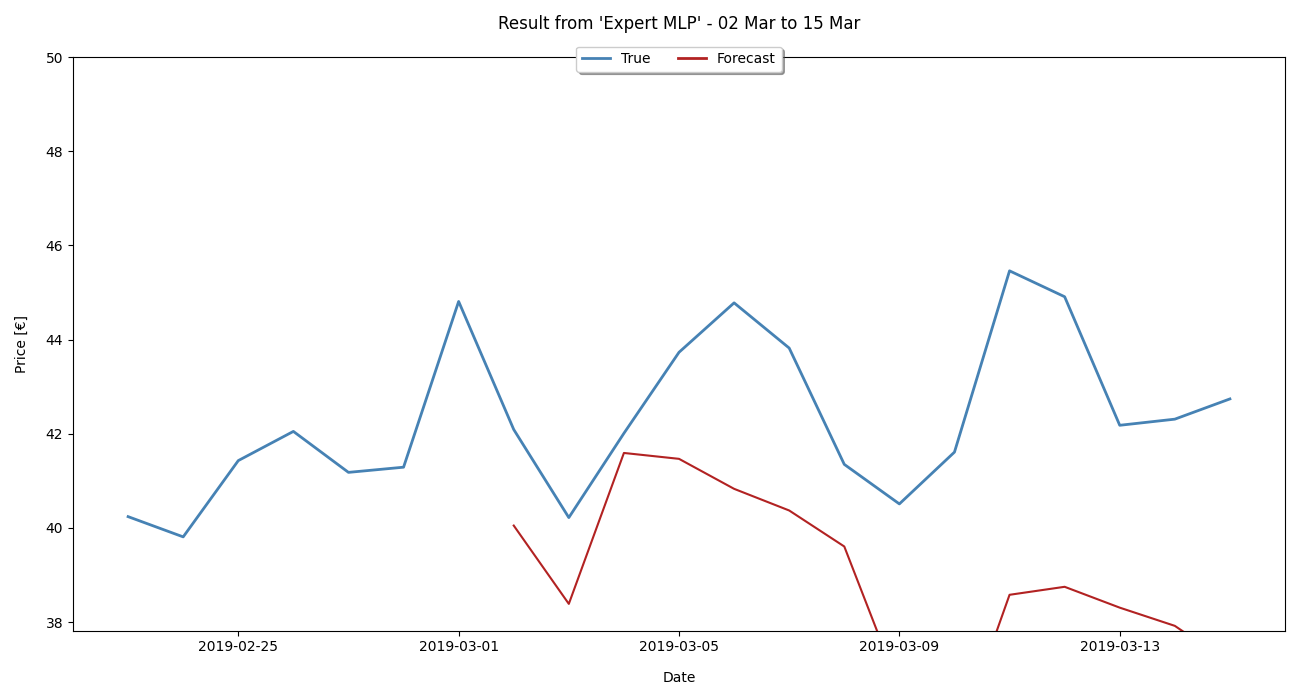 Result from 'Expert MLP' - 02 Mar to 15 Mar
True Forecast
50
48
46
44
42
40
38
Price [€]
2019-02-25 2019-03-01 2019-03-05 2019-03-09 2019-03-13
Date